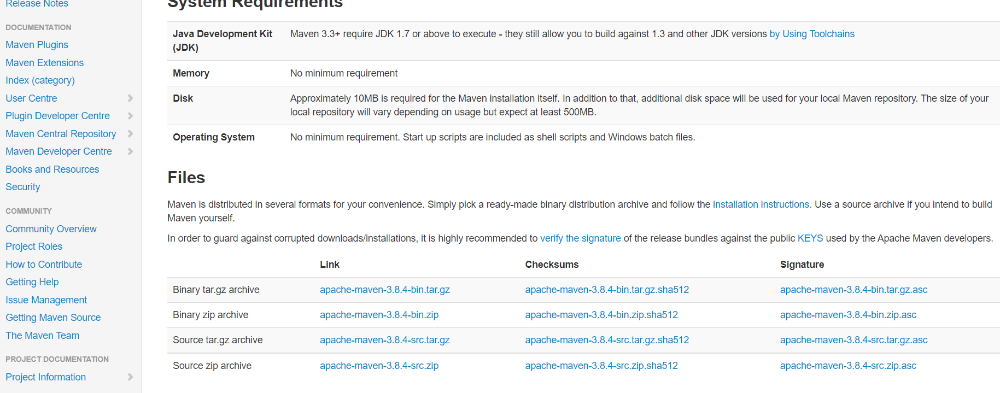 Release Notes
DOCUMENTATION
Maven Plugins
Maven Extensions
Index (category)
User Centre
Plugin Developer Centre
Maven Central Repository
Maven Developer Centre
Books and Resources
Security
COMMUNITY
Community Overview
Project Roles
How to Contribute
Getting Help
Issue Management
Getting Maven Source
The Maven Team
PROJECT DOCUMENTATION
Project Information
System Requirements
Java Development Kit (JDK)
Maven 3.3+ require JDK 1.7 or above to execute - they still allow you to build against 1.3 and other JDK versions by Using Toolchains
Memory
No minimum requirement
Disk
Approximately 10MB is required for the Maven installation itself. In addition to that, additional disk space will be used for your local Maven repository. The size of your
local repository will vary depending on usage but expect at least 500MB.
Operating System
No minimum requirement. Start up scripts are included as shell scripts and Windows batch files.
Files
Maven is distributed in several formats for your convenience. Simply pick a ready-made binary distribution archive and follow the installation instructions. Use a source archive if you intend to build
Maven yourself.
In order to guard against corrupted downloads/installations, it is highly recommended to verify the signature of the release bundles against the public KEYS used by the Apache Maven developers.
Link Checksums Signature
Binary tar.gz archive apache-maven-3.8.4-bin.tar.gz apache-maven-3.8.4-bin.tar.gz.sha512 apache-maven-3.8.4-bin.tar.gz.asc
Binary zip archive apache-maven-3.8.4-bin.zip apache-maven-3.8.4-bin.zip.sha512 apache-maven-3.8.4-bin.zip.asc
Source tar.gz archive apache-maven-3.8.4-src.tar.gz apache-maven-3.8.4-src.tar.gz.sha512 apache-maven-3.8.4-src.tar.gz.asc
Source zip archive apache-maven-3.8.4-src.zip apache-maven-3.8.4-src.zip.sha512 apache-maven-3.8.4-src.zip.asc